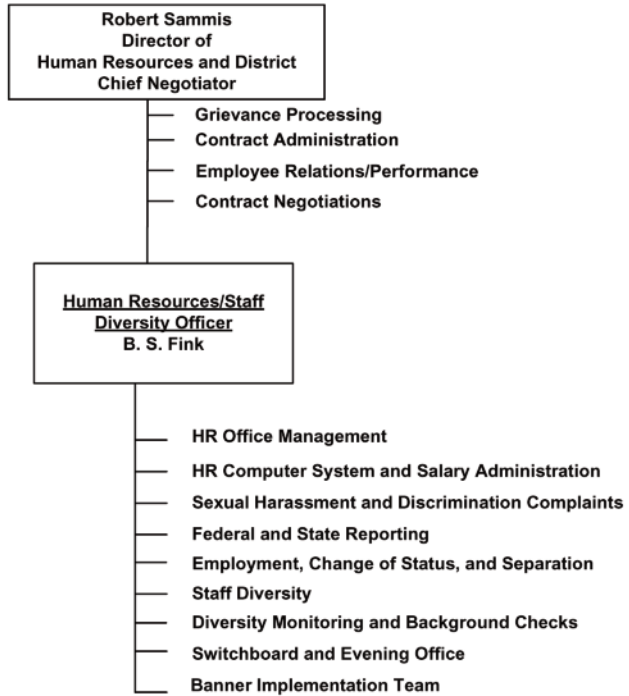 Robert Sammis
Director of
Human Resources and District
Chief Negotiator
Grievance Processing
Contract Administration
Employee Relations/Performance
Contract Negotiations
Human Resources/Staff
Diversity Officer
B. S. Fink
HR Office Management
HR Computer System and Salary Administration
Sexual Harassment and Discrimination Complaints
Federal and State Reporting
Employment, Change of Status, and Separation
Staff Diversity
Diversity Monitoring and Background Checks
Switchboard and Evening Office
Banner Implementation Team